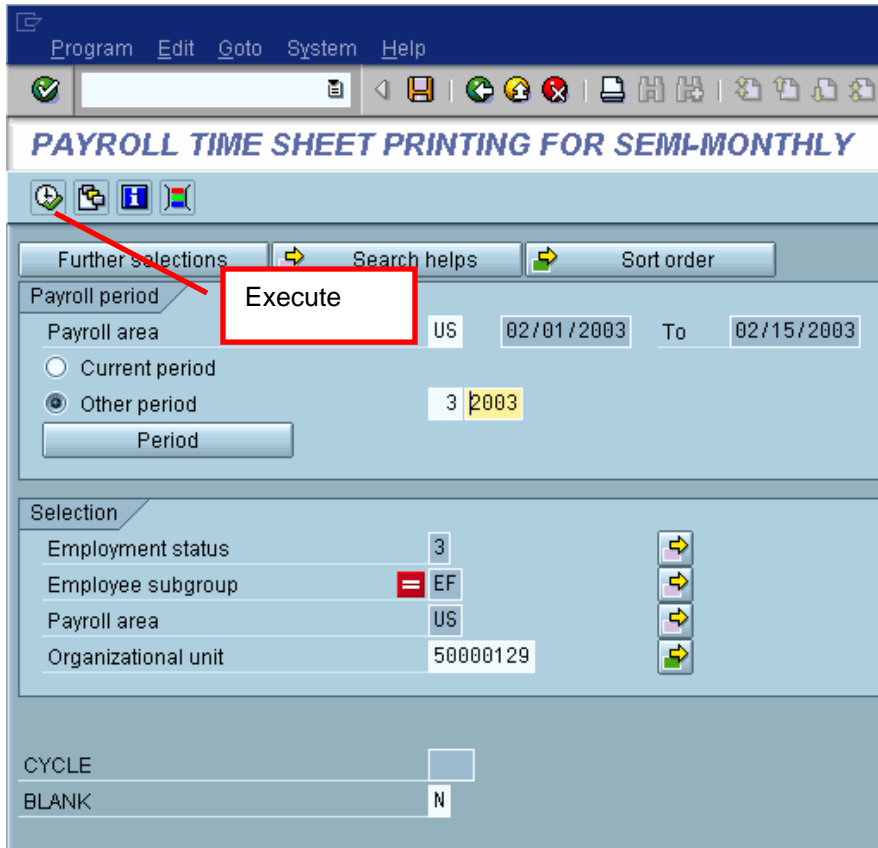 Program Edit Goto System Help
PAYROLL TIME SHEET PRINTING FOR SEMI-MONTHLY
Further selections Search helps Sort order
Execute
Payroll period
Payroll area US 02/01/2003 To 02/15/2003
Current period
Other period 3 2003
Period
Selection
Employment status 3
Employee subgroup = EF
Payroll area US
Organizational unit 50000129
CYCLE
BLANK N